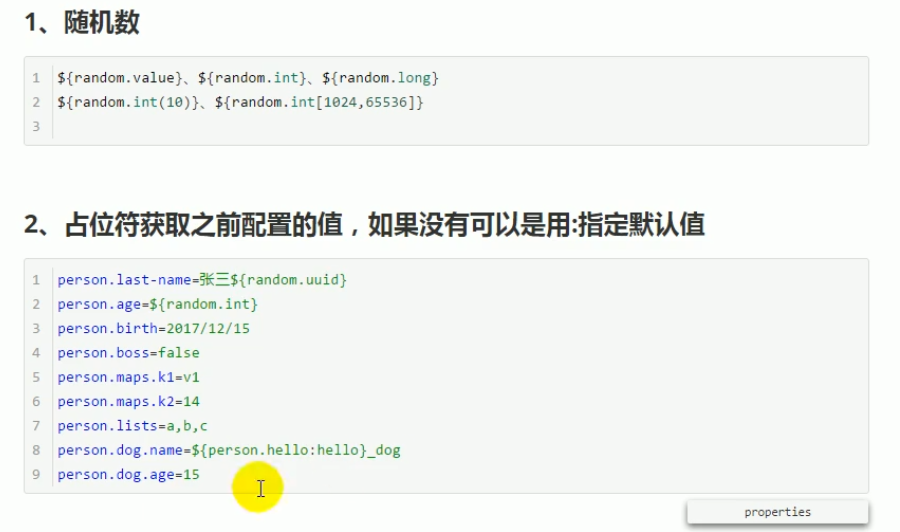 1、随机数
1 ${random.value}、${random.int}、${random.long}
2 ${random.int(10)}、${random.int[1024,65536]}
3
2、占位符获取之前配置的值，如果没有可以是用:指定默认值
1 person.last-name=张三${random.uuid}
2 person.age=${random.int}
3 person.birth=2017/12/15
4 person.boss=false
5 person.maps.k1=v1
6 person.maps.k2=14
7 person.lists=a,b,c
8 person.dog.name=${person.hello:hello}_dog
9 person.dog.age=15
properties